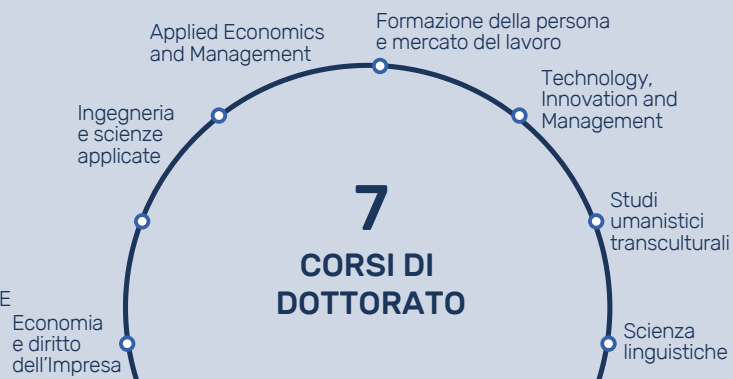 Applied Economics
and Management
Formazione della persona
e mercato del lavoro
Technology,
Innovation and
Management
Ingegneria
e scienze
applicate
7
CORSI DI
DOTTORATO
Studi
umanistici
transculturali
E
Economia
e diritto
dell'Impresa
Scienza
linguistiche